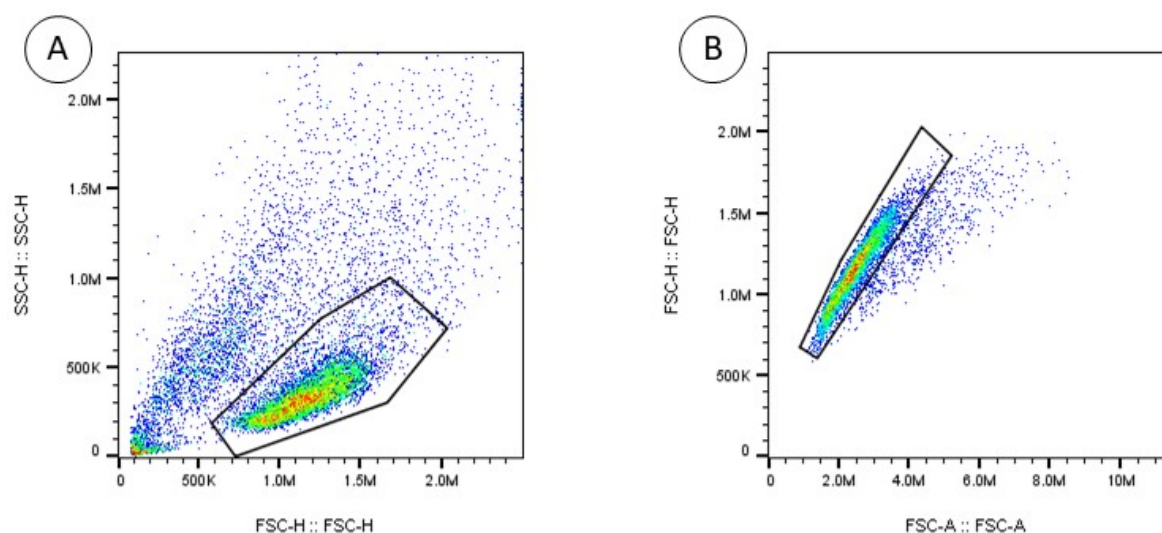 A
SSC-H :: SSC-H
2.0M
1.5M
1.0M
500K
0
0 500K 1.0M 1.5M 2.0M
FSC-H :: FSC-H
B
FSC-H :: FSC-H
2.0M
1.5M
1.0M
500K
0
0 2.0M 4.0M 6.0M 8.0M 10M
FSC-A :: FSC-A